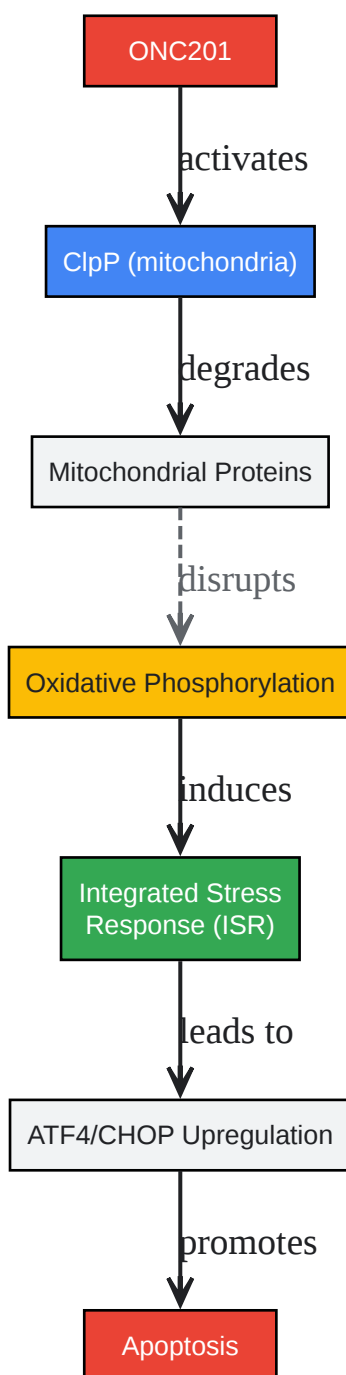 ONC201
activates
ClpP (mitochondria)
degrades
Mitochondrial Proteins
disrupts
Oxidative Phosphorylation
induces
Integrated Stress
Response (ISR)
leads to
ATF4/CHOP Upregulation
promotes
Apoptosis